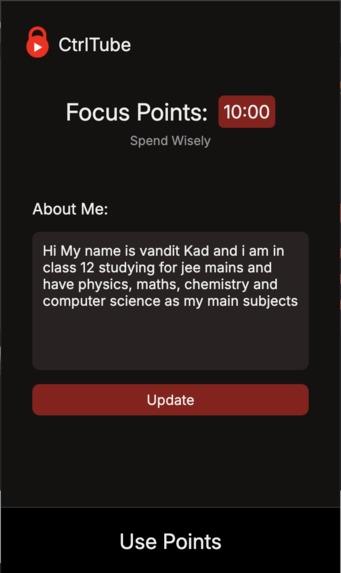 CtrlTube
Focus Points: 10:00
Spend Wisely
About Me:
Hi My name is vandit Kad and i am in
class 12 studying for jee mains and
have physics, maths, chemistry and
computer science as my main subjects
Update
Use Points